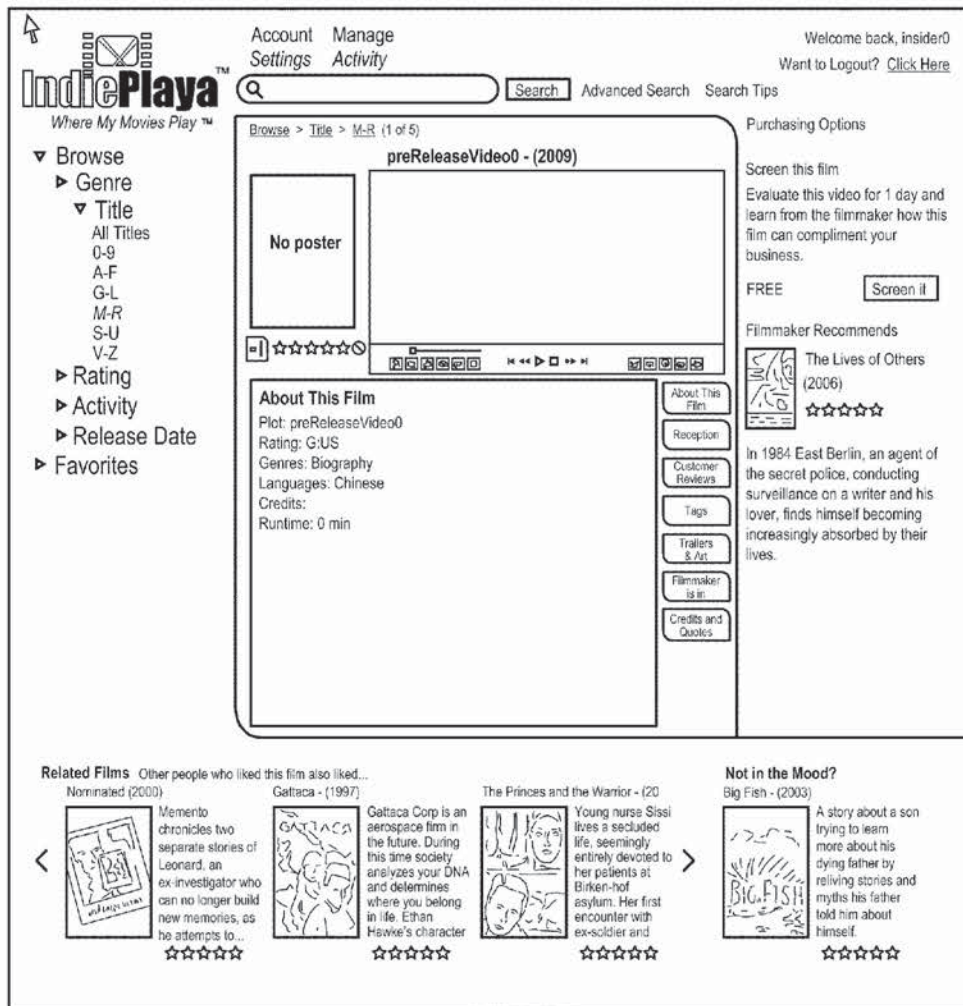 Account Manage
Settings Activity
Welcome back, insider0
Want to Logout? Click Here
IndiePlaya™
Where My Movies Play ™
Search Advanced Search Search Tips
Browse
Genre
Title
All Titles
0-9
A-F
G-L
M-R
S-U
V-Z
Rating
Activity
Release Date
Favorites
Browse > Title > M-R (1 of 5)
preReleaseVideo0 - (2009)
No poster
About This Film
Plot: preReleaseVideo0
Rating: G:US
Genres: Biography
Languages: Chinese
Credits:
Runtime: 0 min
About This
Film
Reception
Customer
Reviews
Tags
Trailers
& Art
Filmmaker
is in
Credits and
Quotes
Purchasing Options
Screen this film
Evaluate this video for 1 day and
learn from the filmmaker how this
film can compliment your
business.
FREE Screen it
Filmmaker Recommends
The Lives of Others
(2006)
In 1984 East Berlin, an agent of
the secret police, conducting
surveillance on a writer and his
lover, finds himself becoming
increasingly absorbed by their
lives.
Related Films Other people who liked this film also liked...
Nominated (2000)
Memento
chronicles two
separate stories of
Leonard, an
ex-investigator who
can no longer build
new memories, as
he attempts to...
Gattaca - (1997)
GATTACA
Gattaca Corp is an
aerospace firm in
the future. During
this time society
analyzes your DNA
and determines
where you belong
in life. Ethan
Hawke's character
The Princes and the Warrior - (20
Young nurse Sissi
lives a secluded
life, seemingly
entirely devoted to
her patients at
Birken-hof
asylum. Her first
encounter with
ex-soldier and
Not in the Mood?
Big Fish - (2003)
BIG FISH
A story about a son
trying to learn
more about his
dying father by
reliving stories and
myths his father
told him about
himself.